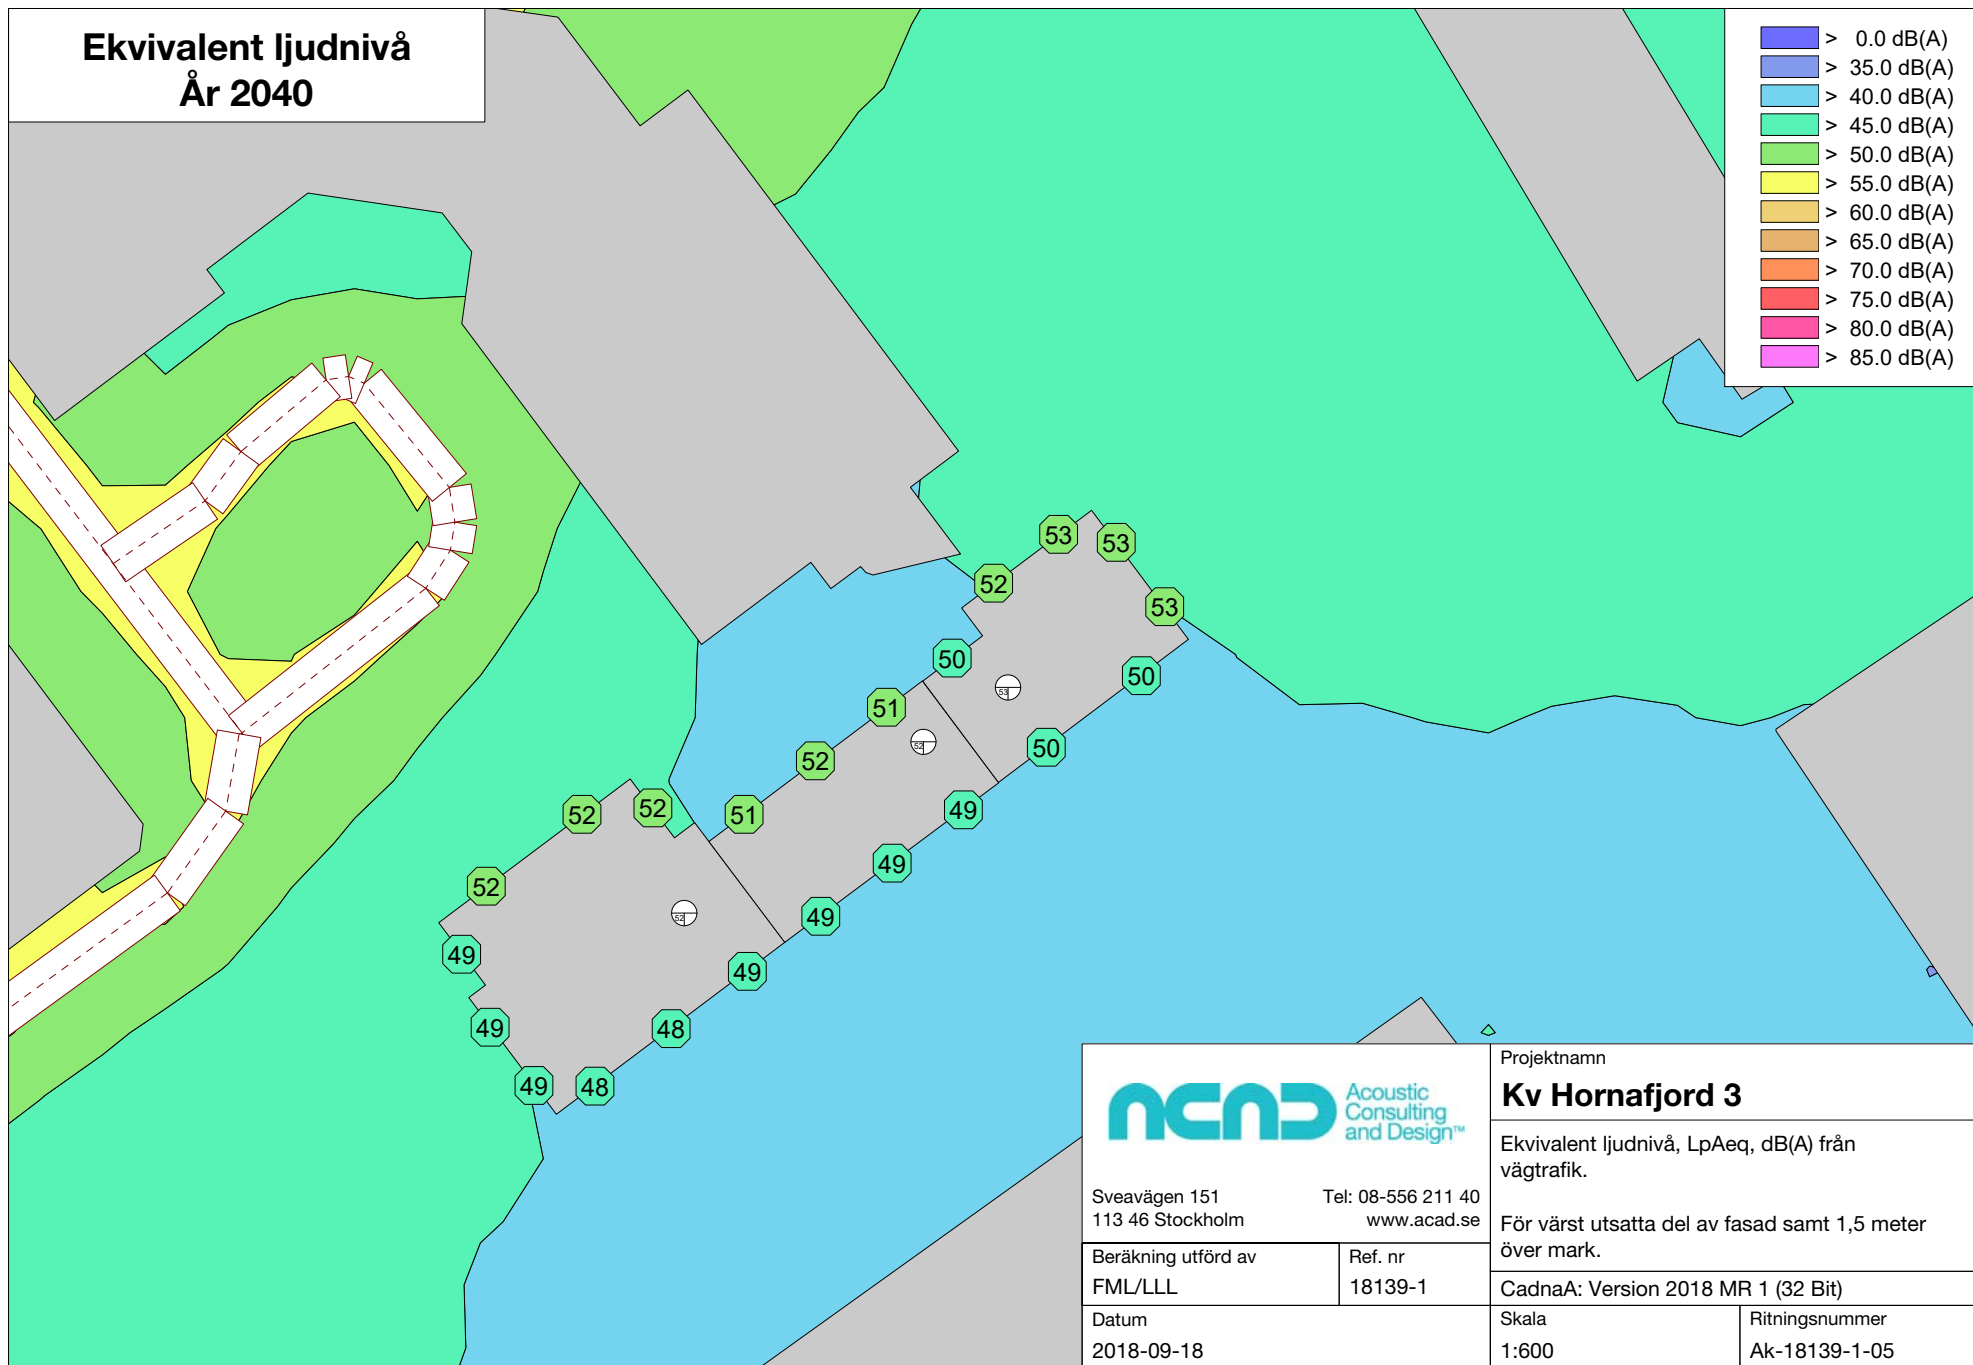 Ekvivalent ljudnivå
År 2040
> 0.0 dB(A)
> 35.0 dB(A)
> 40.0 dB(A)
> 45.0 dB(A)
> 50.0 dB(A)
> 55.0 dB(A)
> 60.0 dB(A)
> 65.0 dB(A)
> 70.0 dB(A)
> 75.0 dB(A)
> 80.0 dB(A)
> 85.0 dB(A)
53
53
52
53
50
50
53
51
52
50
52
51
49
52
52
49
52
52
49
49
49
48
49
49
48
ACAD
Acoustic
Consulting
and Design™
Sveavägen 151
113 46 Stockholm
Tel: 08-556 211 40
www.acad.se
Beräkning utförd av
FML/LLL
Ref. nr
18139-1
Datum
2018-09-18
Projektnamn
Kv Hornafjord 3
Ekvivalent ljudnivå, LpAeq, dB(A) från
vägtrafik.
För värst utsatta del av fasad samt 1,5 meter
över mark.
CadnaA: Version 2018 MR 1 (32 Bit)
Skala
1:600
Ritningsnummer
Ak-18139-1-05